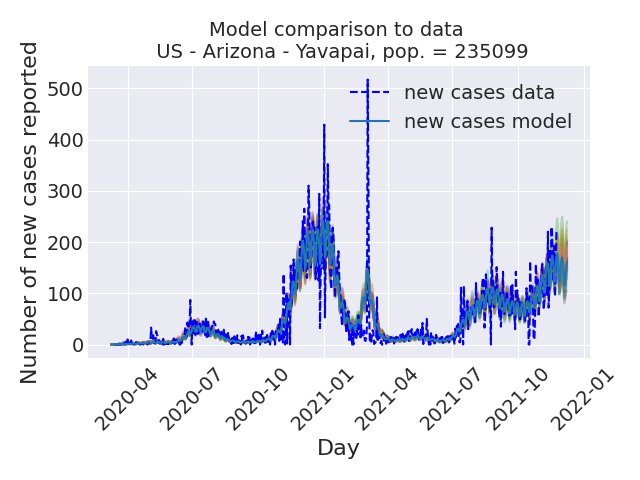 Model comparison to data
US - Arizona - Yavapai, pop. = 235099
Number of new cases reported
500
400
300
200
100
0
new cases data
new cases model
2020-04
2020-07
2020-10
2021-01
2021-04
2021-07
2021-10
2022-01
Day